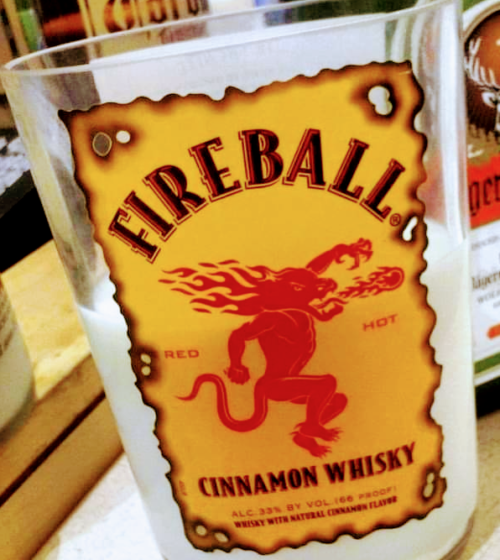 FIREBALL®
RED
HOT
CINNAMON WHISKY
ALC. 33% BY VOL. (66 PROOF)
WHISKY WITH NATURAL CINNAMON FLAVOR